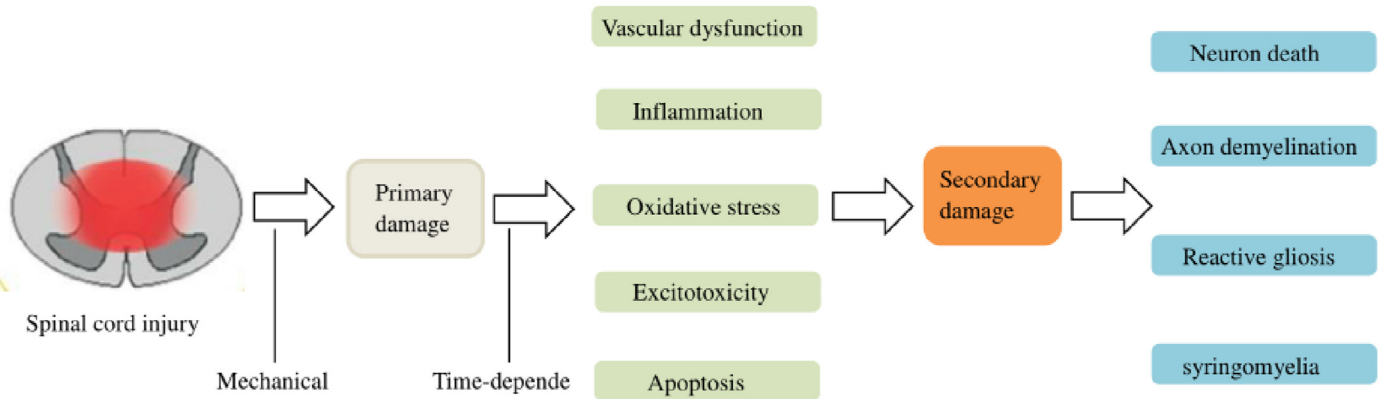 Spinal cord injury
Mechanical
Primary
damage
Time-depende
Vascular dysfunction
Inflammation
Oxidative stress
Excitotoxicity
Apoptosis
Secondary
damage
Neuron death
Axon demyelination
Reactive gliosis
syringomyelia